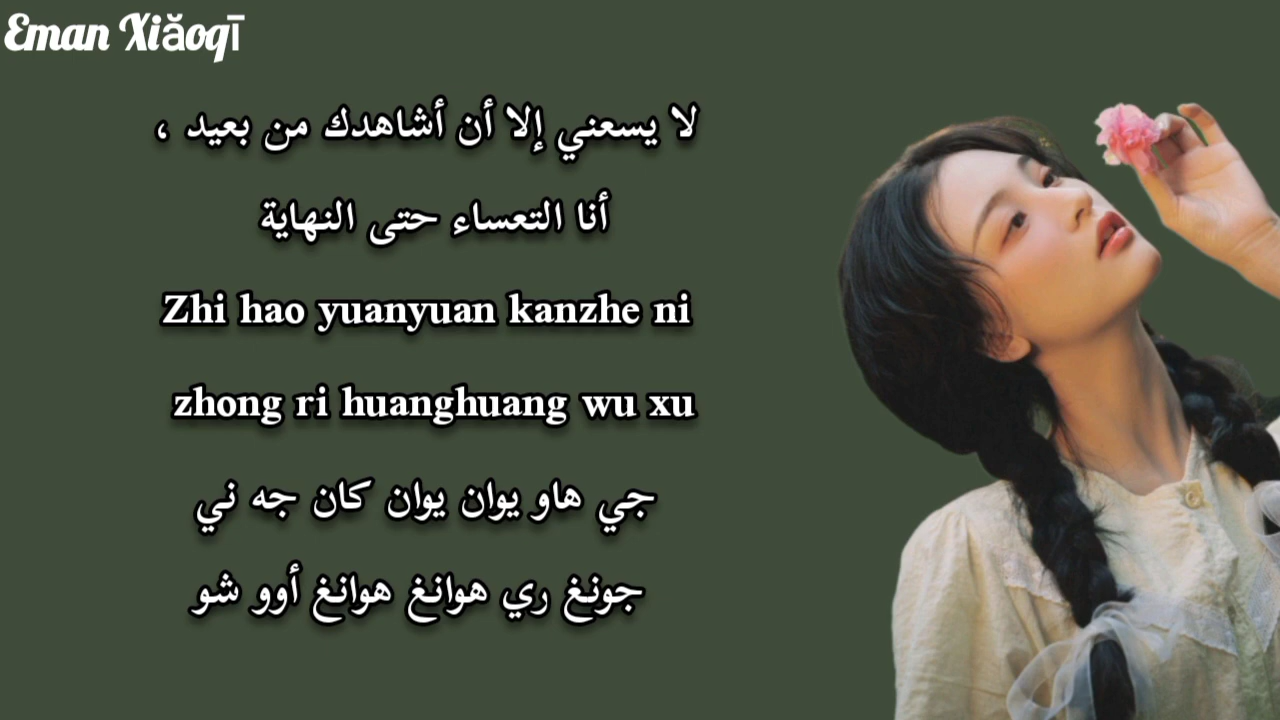 Eman Xiǎoqī
لا يسعني إلا أن أشاهدك من بعيد ،
أنا التعساء حتى النهاية
Zhi hao yuanyuan kanzhe ni
zhong ri huanghuang wu xu
جي هاو يوان يوان كان جه ني
جونغ ري هوانغ هوانغ أوو شو